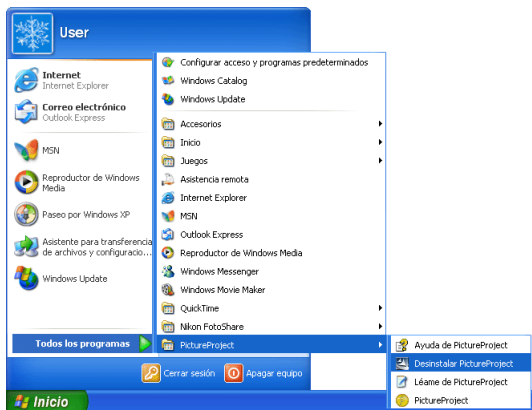 User
Internet
Internet Explorer
Correo electrónico
Outlook Express
MSN
Reproductor de Windows
Media
Paseo por Windows XP
Asistente para transferencia
de archivos y configuracio...
Windows Update
Todos los programas
Configurar acceso y programas predeterminados
Windows Catalog
Windows Update
Accesorios
Inicio
Juegos
Asistencia remota
Internet Explorer
MSN
Outlook Express
Reproductor de Windows Media
Windows Messenger
Windows Movie Maker
QuickTime
Nikon FotoShare
PictureProject
Ayuda de PictureProject
Desinstalar PictureProject
Léame de PictureProject
PictureProject
Cerrar sesión
Apagar equipo
Inicio